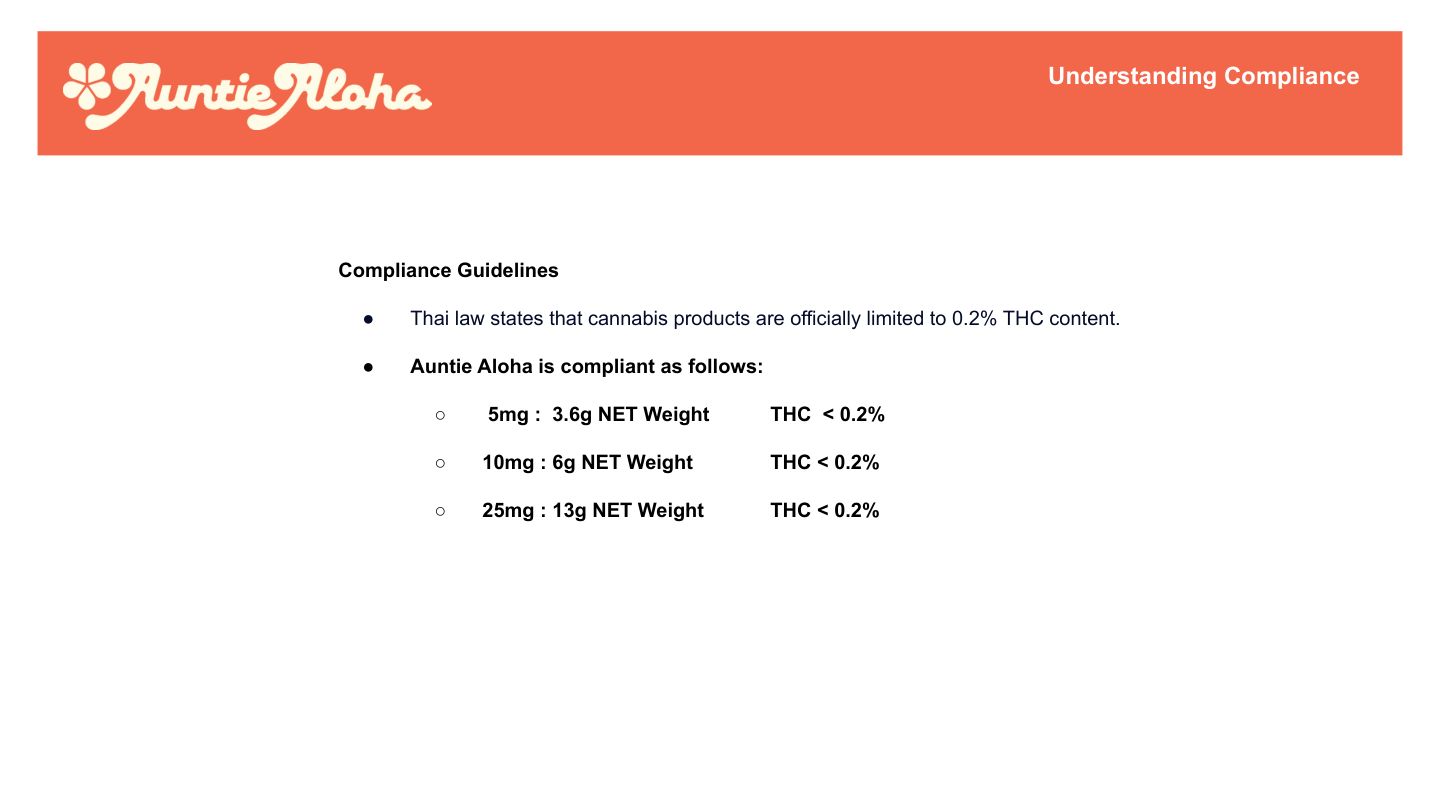 Auntie Aloha
Understanding Compliance
Compliance Guidelines
● Thai law states that cannabis products are officially limited to 0.2% THC content.
● Auntie Aloha is compliant as follows:
○ 5mg : 3.6g NET Weight THC < 0.2%
○ 10mg : 6g NET Weight THC < 0.2%
○ 25mg : 13g NET Weight THC < 0.2%